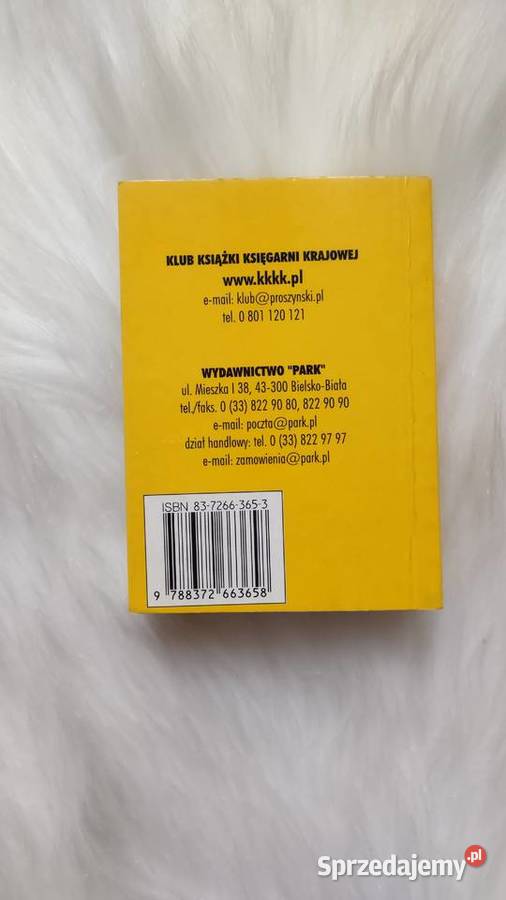 KLUB KSIĄŻKI KSIĘGARNI KRAJOWEJ
www.kkkk.pl
e-mail: klub@proszynski.pl
tel. 0 801 120 121
WYDAWNICTWO "PARK"
ul. Mieszka I 38, 43-300 Bielsko-Biała
tel./faks. 0 (33) 822 90 80, 822 90 90
e-mail: poczta@park.pl
dział handlowy: tel. 0 (33) 822 97 97
e-mail: zamowienia@park.pl
ISBN 83-7266-365-3
9 788372 663658
Sprzedajemy.pl